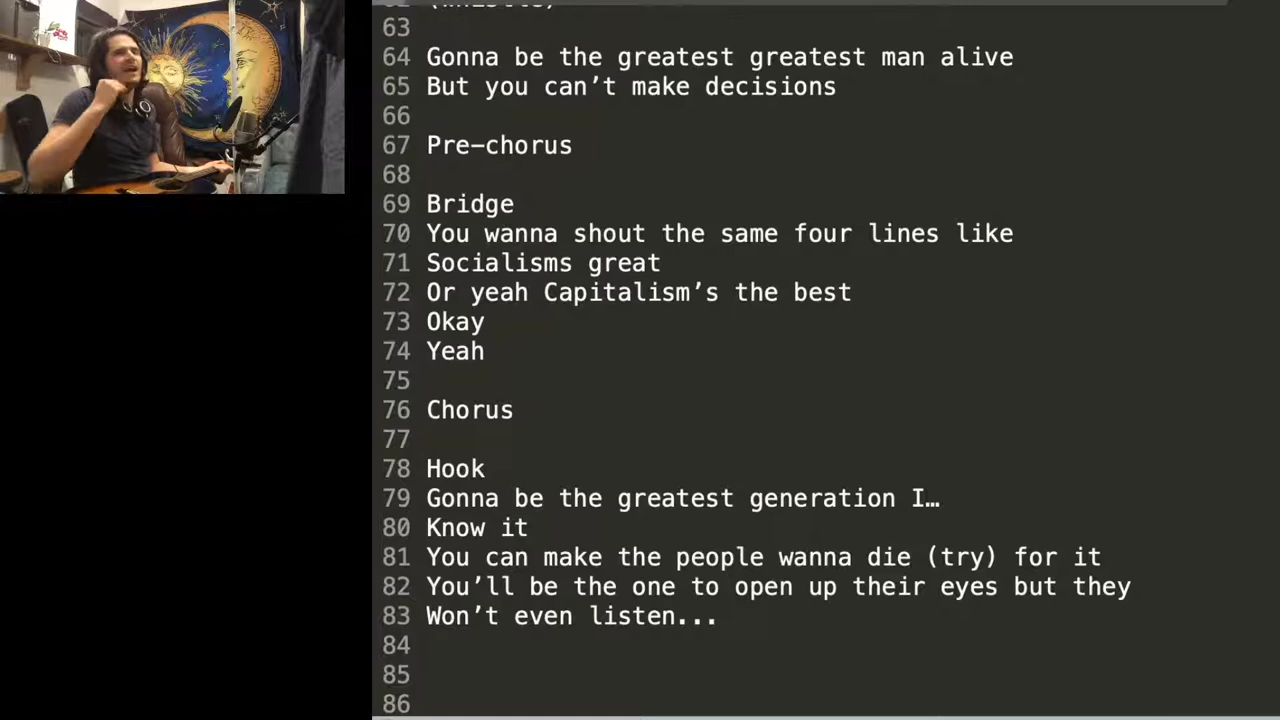 63
64 Gonna be the greatest greatest man alive
65 But you can’t make decisions
66
67 Pre-chorus
68
69 Bridge
70 You wanna shout the same four lines like
71 Socialisms great
72 Or yeah Capitalism’s the best
73 Okay
74 Yeah
75
76 Chorus
77
78 Hook
79 Gonna be the greatest generation I…
80 Know it
81 You can make the people wanna die (try) for it
82 You’ll be the one to open up their eyes but they
83 Won’t even listen...
84
85
86